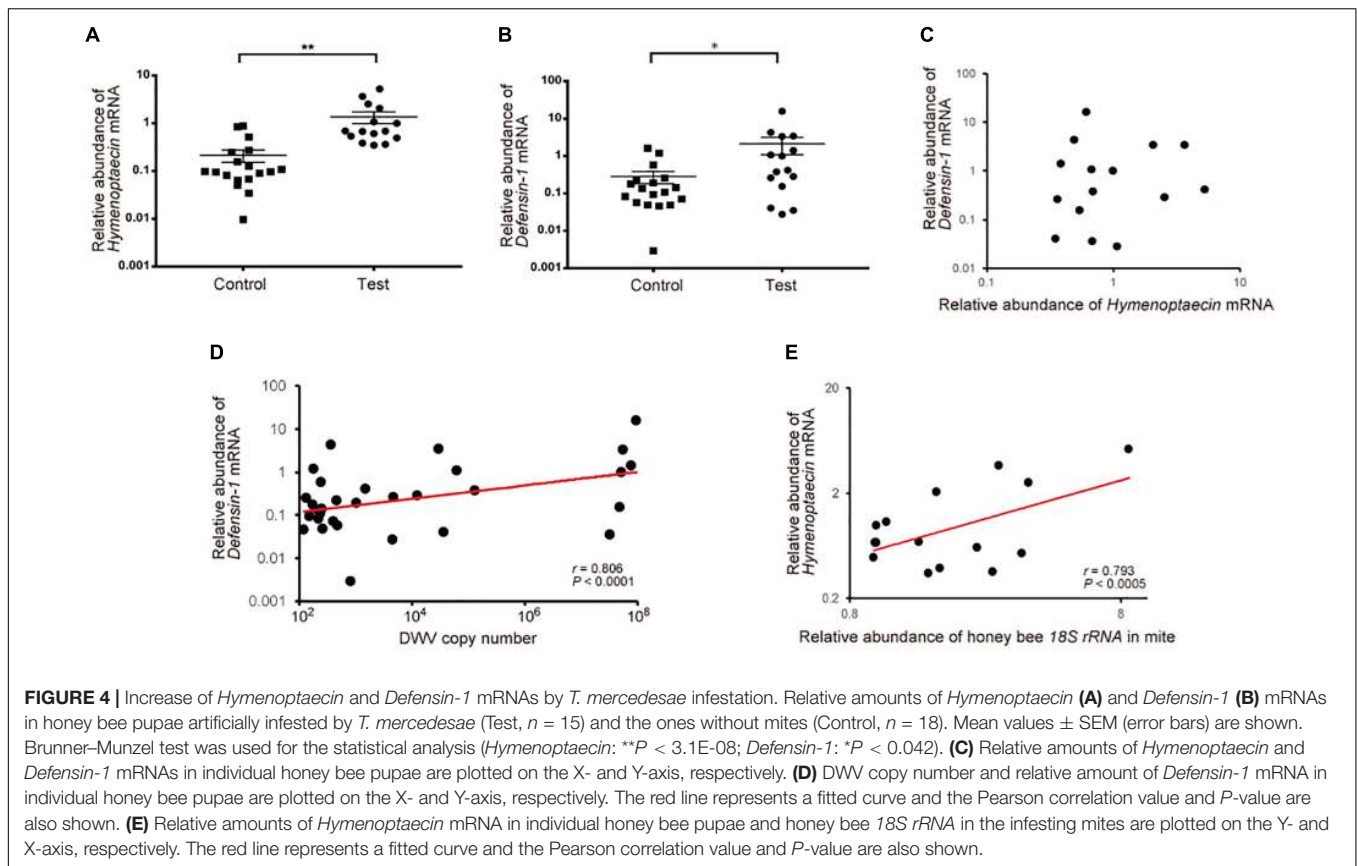 A
**
Relative abundance of
Hymenoptaecin mRNA
10
1
0.1
0.01
0.001
Control
Test
B
*
Relative abundance of
Defensin-1 mRNA
100
10
1
0.1
0.01
0.001
Control
Test
C
Relative abundance of
Defensin-1 mRNA
100
10
1
0.1
0.01
0.1
1
10
Relative abundance of Hymenoptaecin mRNA
D
Relative abundance of
Defensin-1 mRNA
100
10
1
0.1
0.01
0.001
r = 0.806
P < 0.0001
10² 10⁴ 10⁶ 10⁸
DWV copy number
E
Relative abundance of
Hymenoptaecin mRNA
20
2
0.2
r = 0.793
P < 0.0005
0.8
8
Relative abundance of honey bee 18S rRNA in mite
FIGURE 4 | Increase of Hymenoptaecin and Defensin-1 mRNAs by T. mercedesae infestation. Relative amounts of Hymenoptaecin (A) and Defensin-1 (B) mRNAs
in honey bee pupae artificially infested by T. mercedesae (Test, n = 15) and the ones without mites (Control, n = 18). Mean values ± SEM (error bars) are shown.
Brunner–Munzel test was used for the statistical analysis (Hymenoptaecin: **P < 3.1E-08; Defensin-1: *P < 0.042). (C) Relative amounts of Hymenoptaecin and
Defensin-1 mRNAs in individual honey bee pupae are plotted on the X- and Y-axis, respectively. (D) DWV copy number and relative amount of Defensin-1 mRNA in
individual honey bee pupae are plotted on the X- and Y-axis, respectively. The red line represents a fitted curve and the Pearson correlation value and P-value are
also shown. (E) Relative amounts of Hymenoptaecin mRNA in individual honey bee pupae and honey bee 18S rRNA in the infesting mites are plotted on the Y- and
X-axis, respectively. The red line represents a fitted curve and the Pearson correlation value and P-value are also shown.